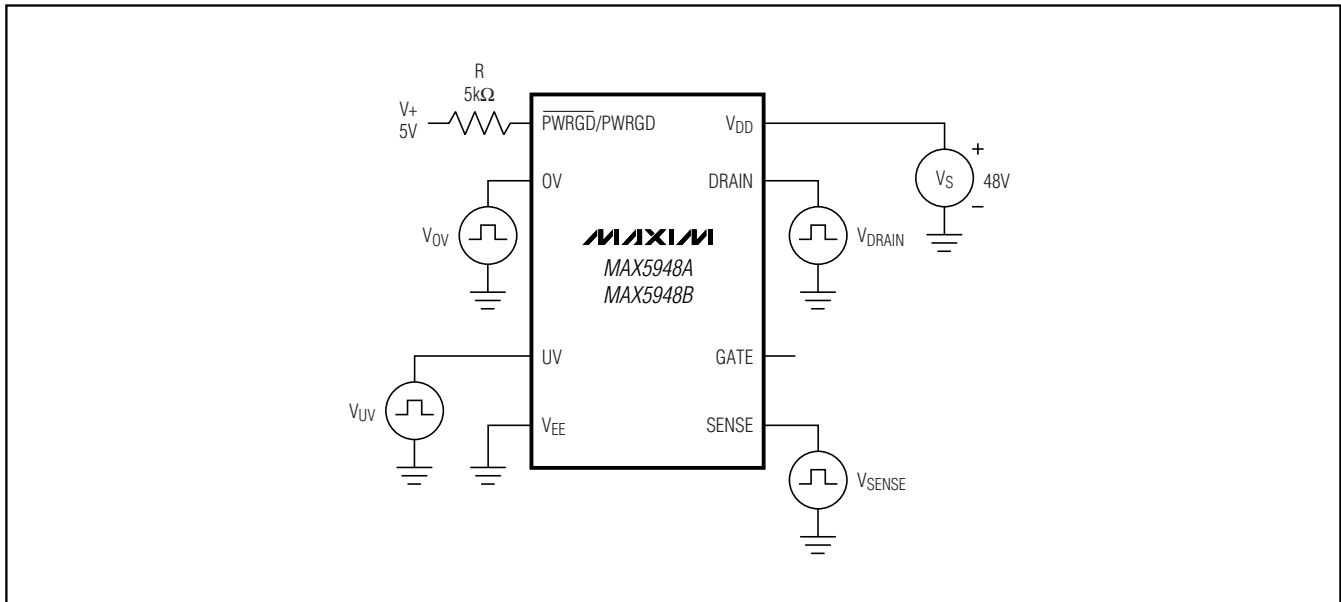 R
5kΩ
V+
5V
PWRGD/PWRGD
VDD
+
VS
48V
−
OV
DRAIN
VOV
VDRAIN
MAXIM
MAX5948A
MAX5948B
UV
GATE
VUV
VEE
SENSE
VSENSE